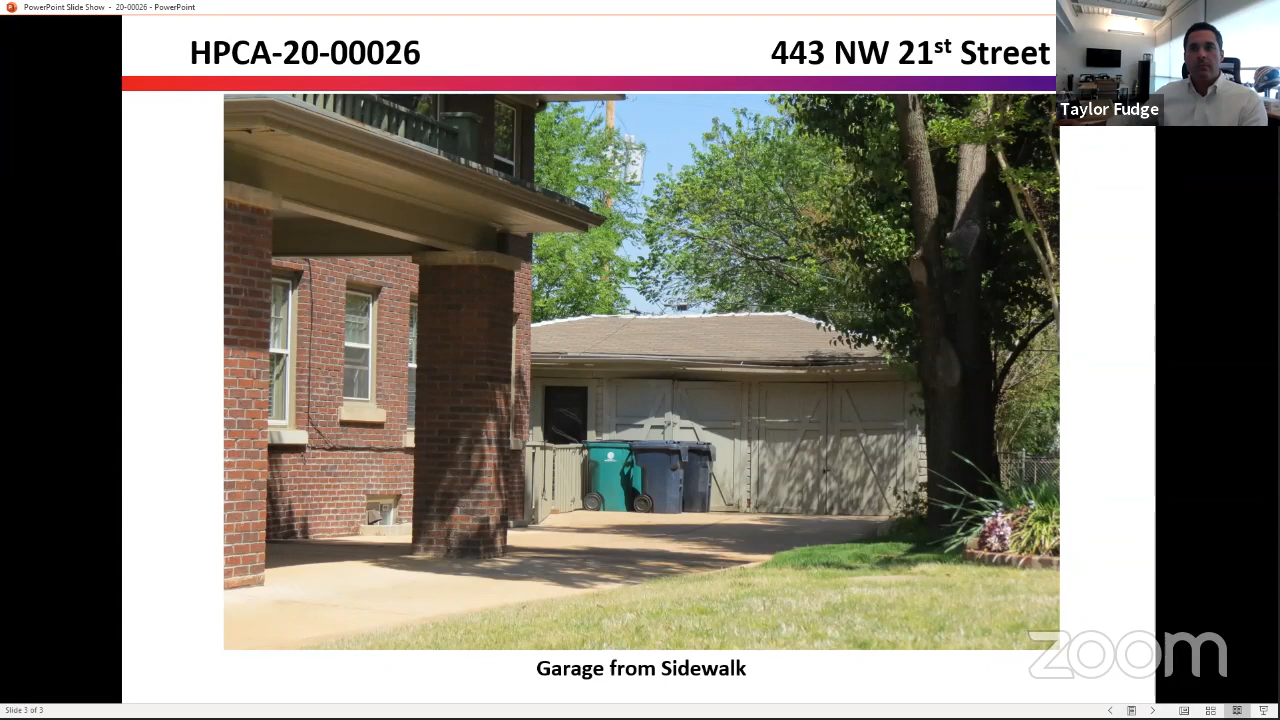 PowerPoint Slide Show - 20-00026 - PowerPoint
HPCA-20-00026
443 NW 21st Street
Taylor Fudge
Garage from Sidewalk
zoom
Slide 3 of 3